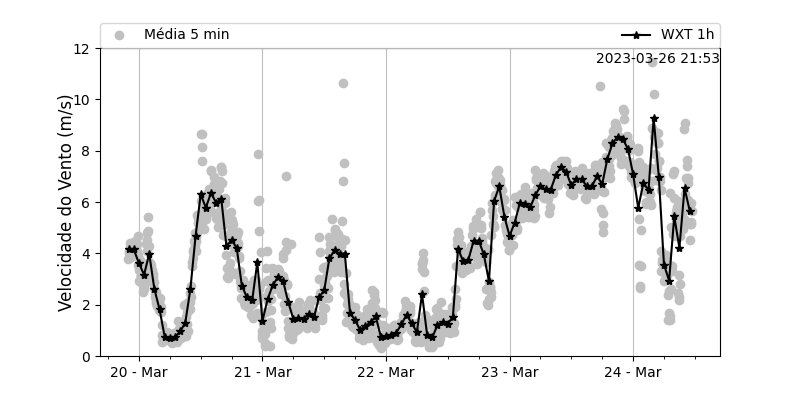 Média 5 min
WXT 1h
2023-03-26 21:53
Velocidade do Vento (m/s)
12
10
8
6
4
2
0
20 - Mar
21 - Mar
22 - Mar
23 - Mar
24 - Mar